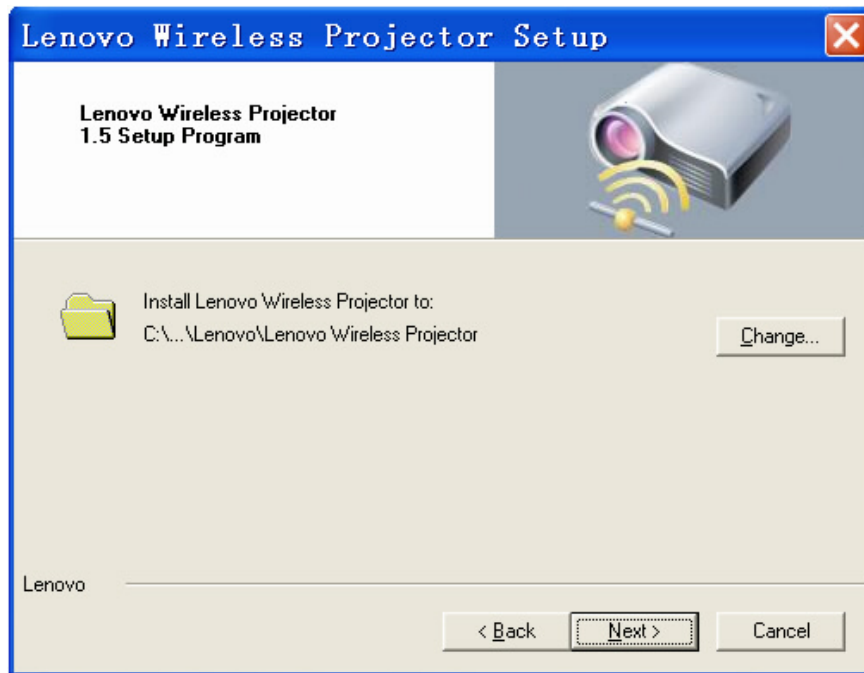 Lenovo Wireless Projector Setup
Lenovo Wireless Projector
1.5 Setup Program
Install Lenovo Wireless Projector to:
C:\...\Lenovo\Lenovo Wireless Projector
Change...
Lenovo
< Back
Next >
Cancel